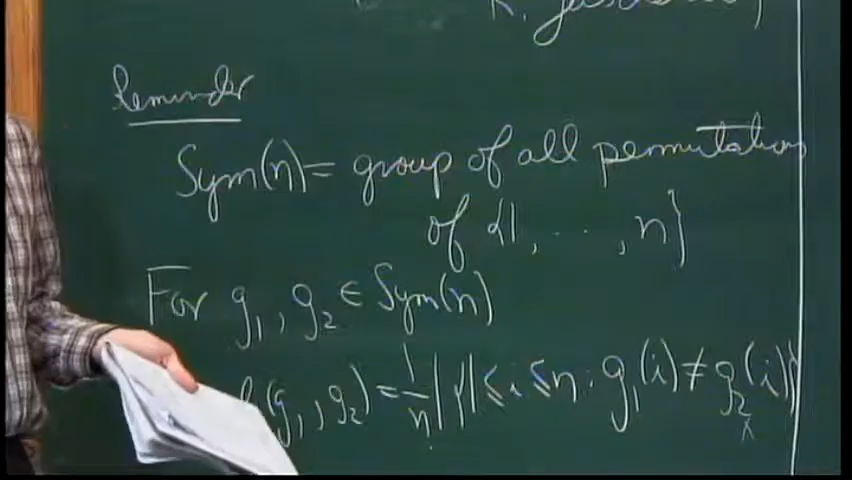 Reminder
Sym(n) = group of all permutations
of {1, ..., n}
For g₁, g₂ ∈ Sym(n)
(g₁, g₂) = 1/n |{1 ≤ i ≤ n : g₁(i) ≠ g₂(i)}|